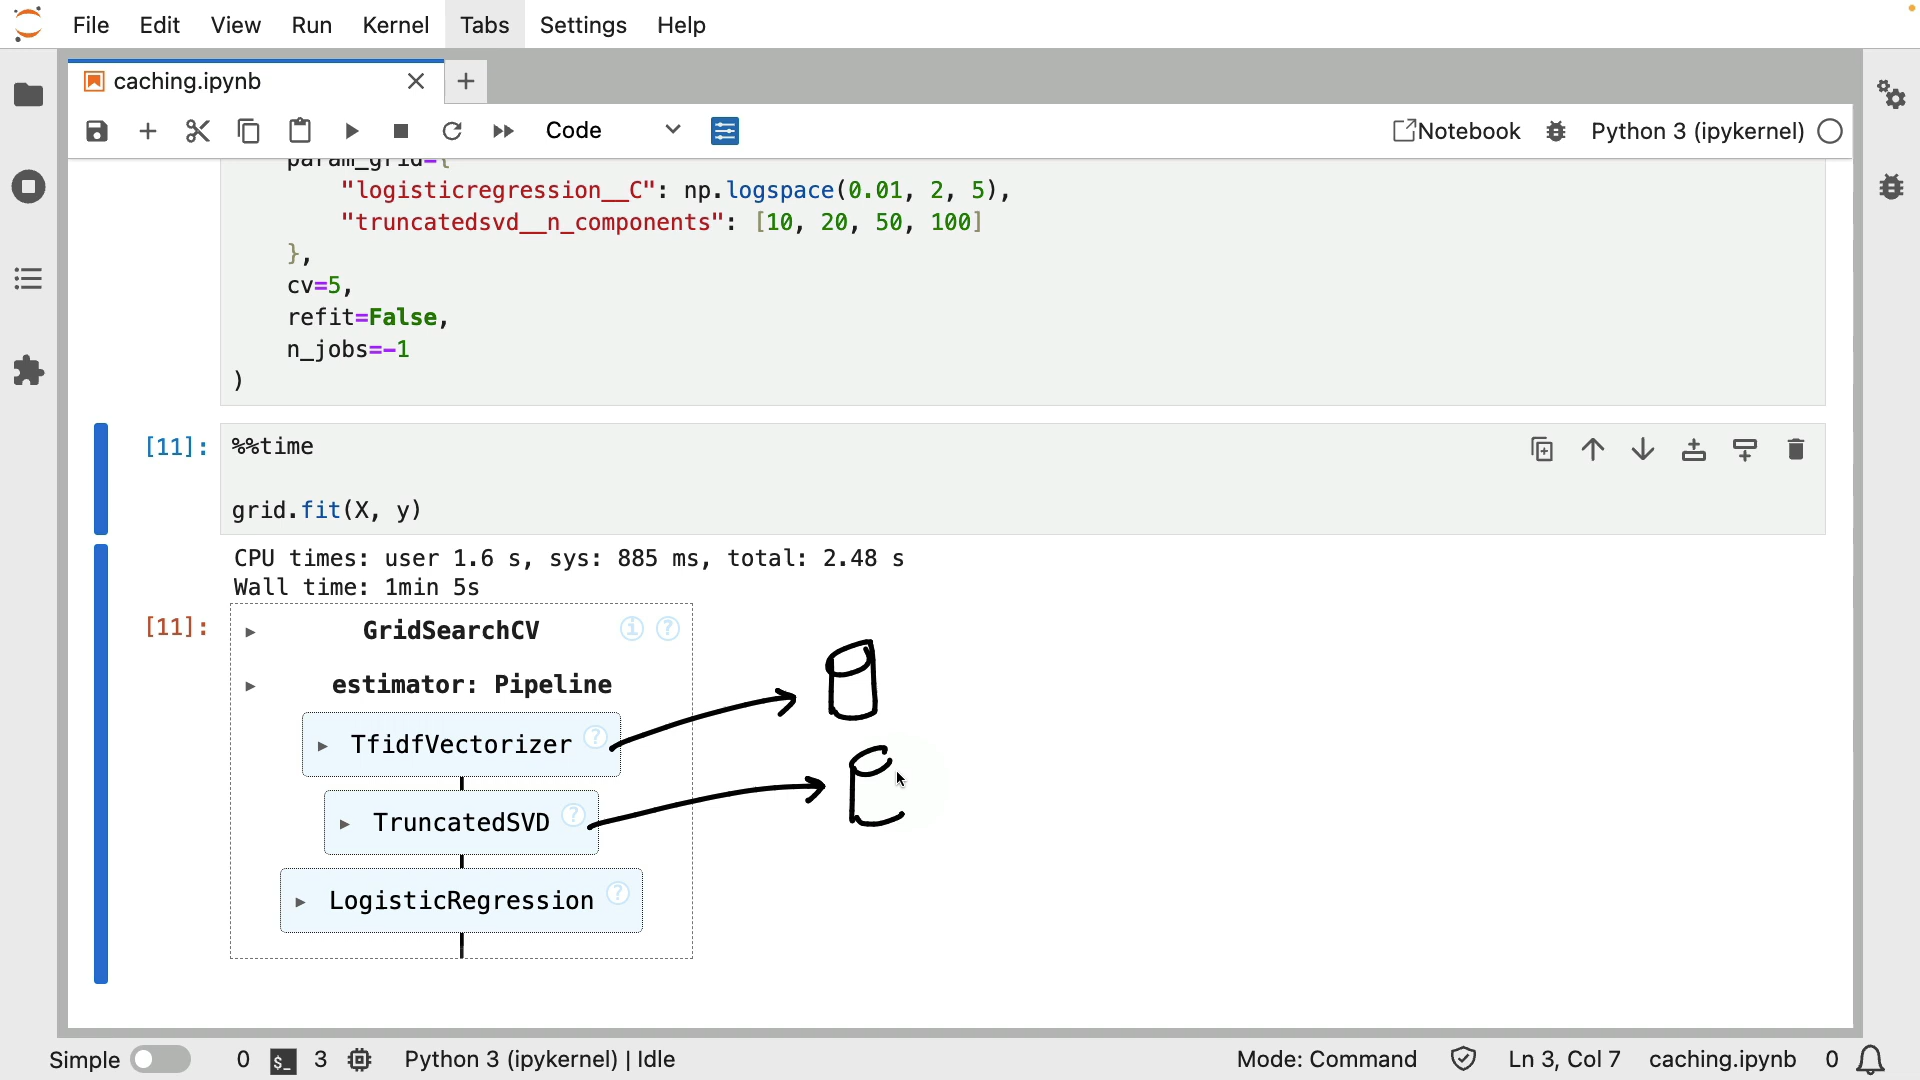 File Edit View Run Kernel Tabs Settings Help
caching.ipynb
Code Notebook Python 3 (ipykernel)
param_grid={
"logisticregression__C": np.logspace(0.01, 2, 5),
"truncatedsvd__n_components": [10, 20, 50, 100]
},
cv=5,
refit=False,
n_jobs=-1
)
[11]: %%time
grid.fit(X, y)
CPU times: user 1.6 s, sys: 885 ms, total: 2.48 s
Wall time: 1min 5s
[11]: GridSearchCV i ?
estimator: Pipeline
TfidfVectorizer ?
TruncatedSVD ?
LogisticRegression ?
Simple 0 $_ 3 Python 3 (ipykernel) | Idle Mode: Command Ln 3, Col 7 caching.ipynb 0